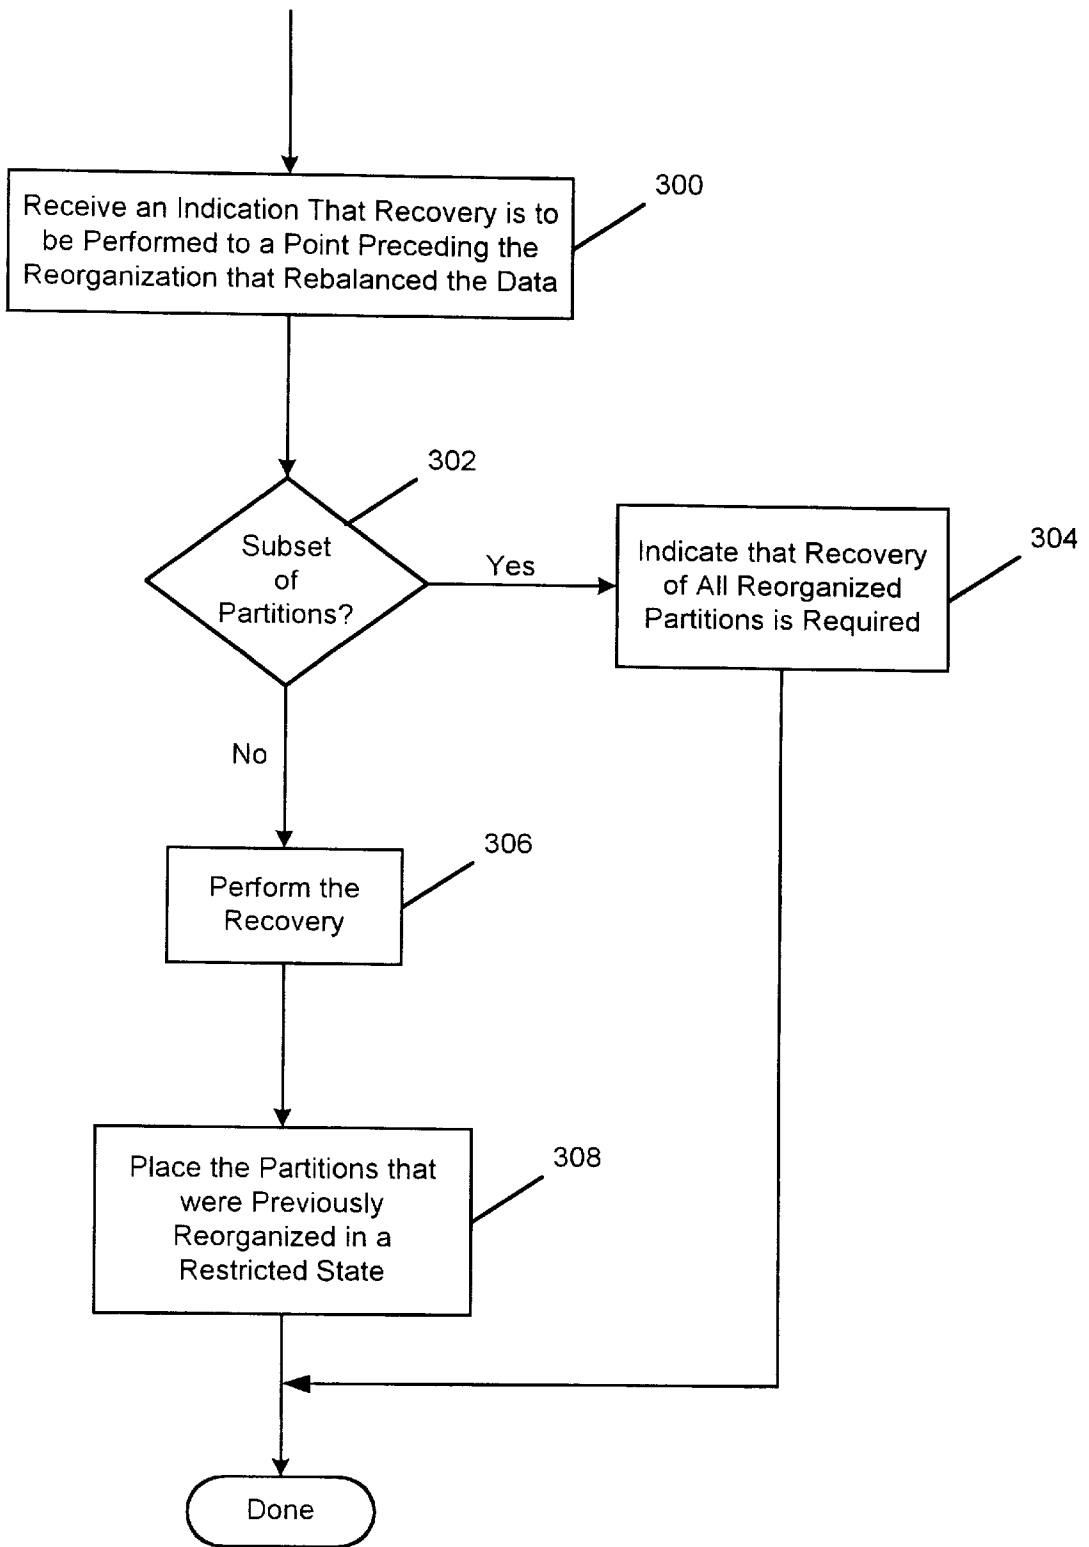 300
Receive an Indication That Recovery is to
be Performed to a Point Preceding the
Reorganization that Rebalanced the Data
302
Subset
of
Partitions?
Yes
304
Indicate that Recovery
of All Reorganized
Partitions is Required
No
306
Perform the
Recovery
308
Place the Partitions that
were Previously
Reorganized in a
Restricted State
Done